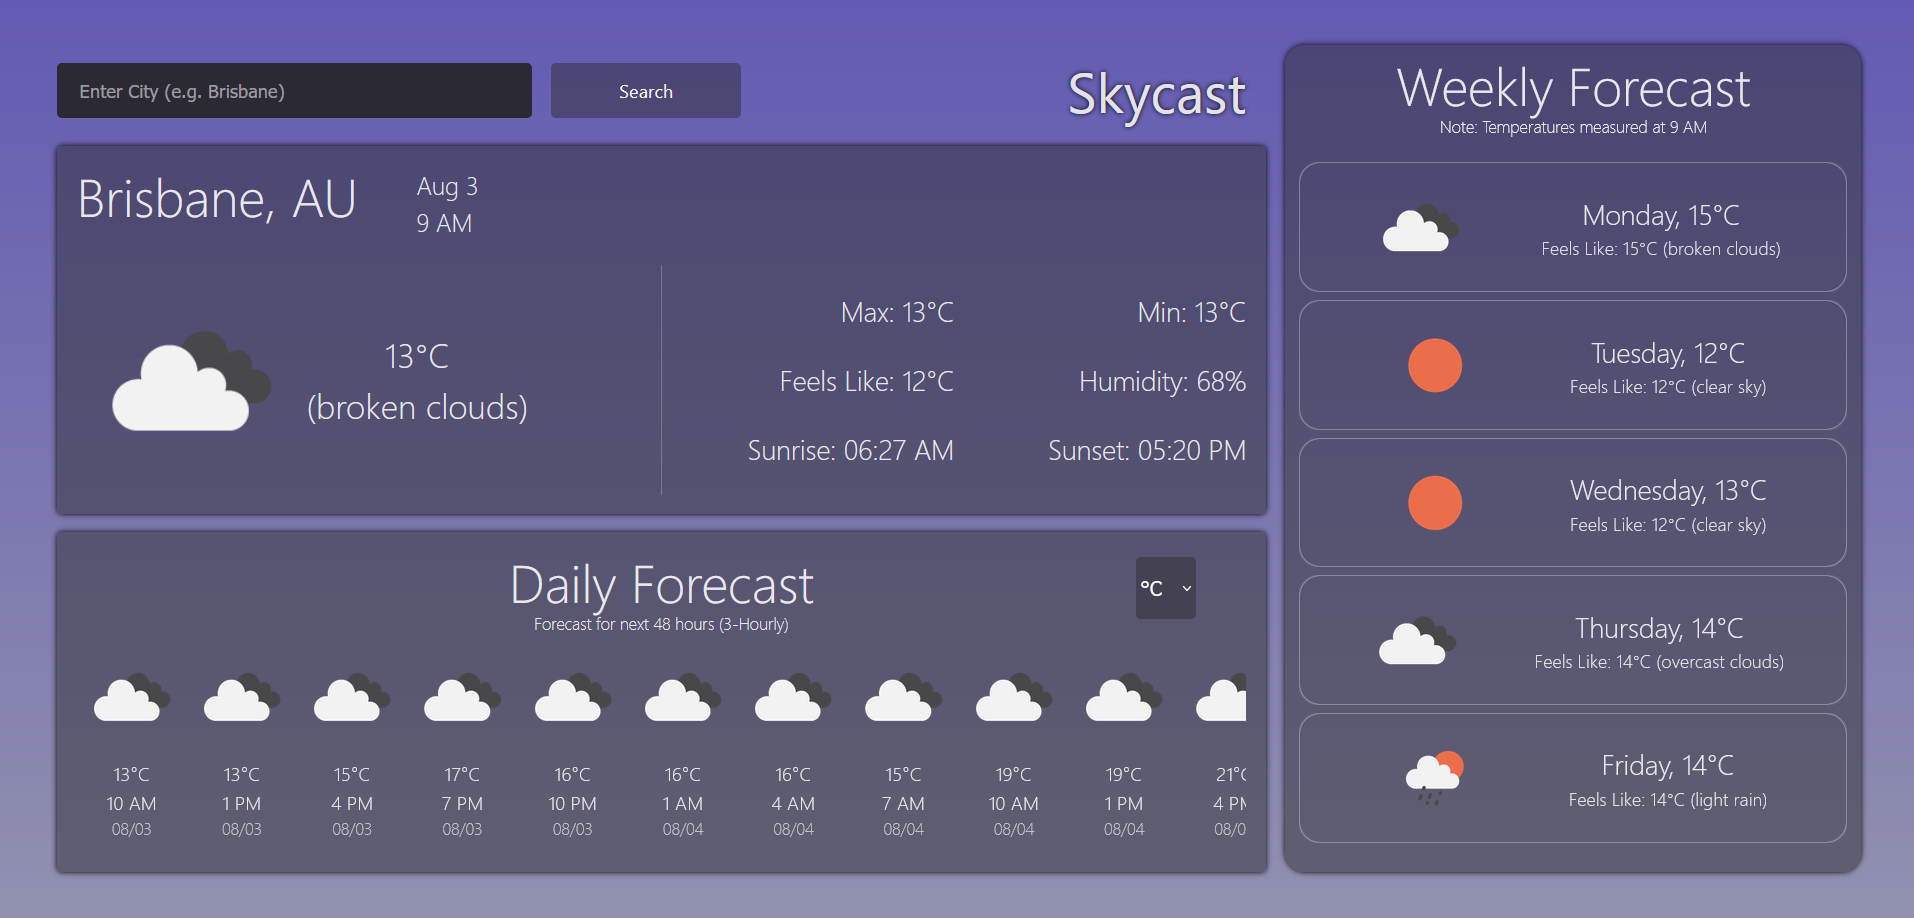 Enter City (e.g. Brisbane)
Search
Skycast
Brisbane, AU
Aug 3
9 AM
13°C
(broken clouds)
Max: 13°C
Min: 13°C
Feels Like: 12°C
Humidity: 68%
Sunrise: 06:27 AM
Sunset: 05:20 PM
Daily Forecast
Forecast for next 48 hours (3-Hourly)
°C
13°C 13°C 15°C 17°C 16°C 16°C 16°C 15°C 19°C 19°C 21°
10 AM 1 PM 4 PM 7 PM 10 PM 1 AM 4 AM 7 AM 10 AM 1 PM 4 P
08/03 08/03 08/03 08/03 08/03 08/04 08/04 08/04 08/04 08/04 08/0
Weekly Forecast
Note: Temperatures measured at 9 AM
Monday, 15°C
Feels Like: 15°C (broken clouds)
Tuesday, 12°C
Feels Like: 12°C (clear sky)
Wednesday, 13°C
Feels Like: 12°C (clear sky)
Thursday, 14°C
Feels Like: 14°C (overcast clouds)
Friday, 14°C
Feels Like: 14°C (light rain)